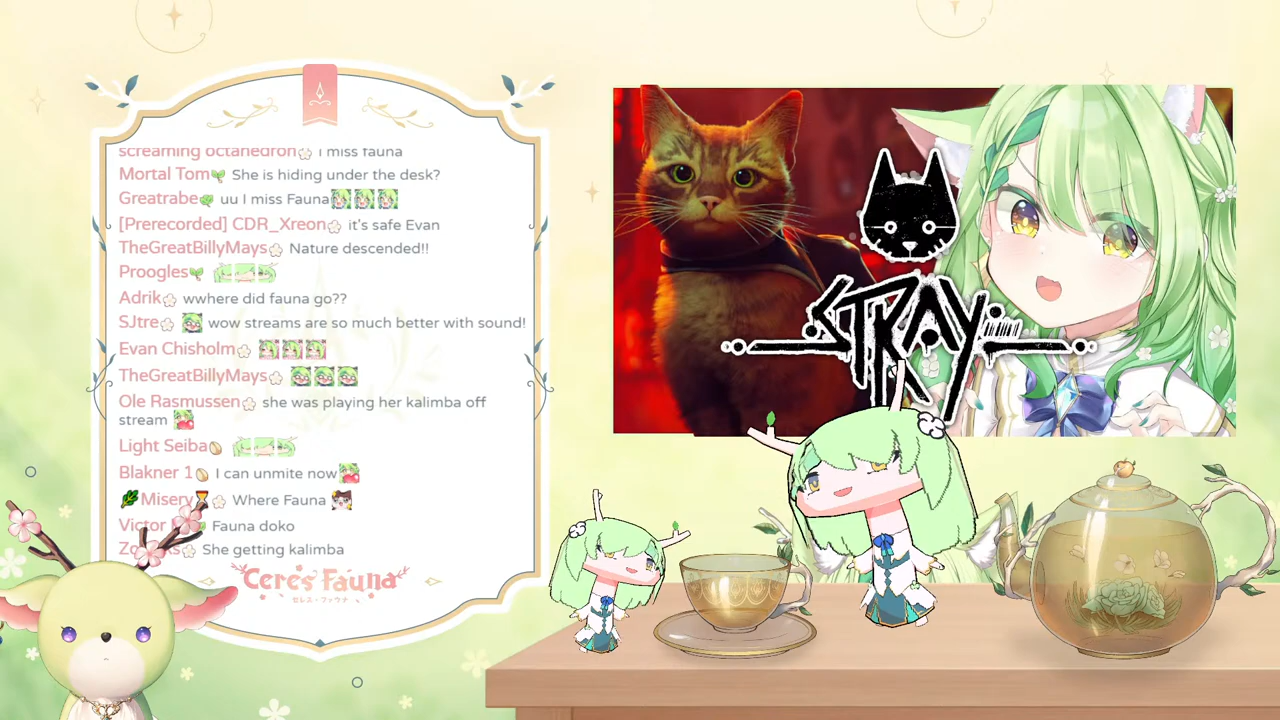 screaming octahedron i miss fauna
Mortal Tom She is hiding under the desk?
Greatrabe uu I miss Fauna
[Prerecorded] CDR_Xreon it's safe Evan
TheGreatBillyMays Nature descended!!
Proogles
Adrik wwhere did fauna go??
SJtre wow streams are so much better with sound!
Evan Chisholm
TheGreatBillyMays
Ole Rasmussen she was playing her kalimba off
stream
Light Seiba
Blakner 1 I can unmite now
Misery Where Fauna
Victor Fauna doko
She getting kalimba
Ceres Fauna
セレス・ファウナ
STRAY